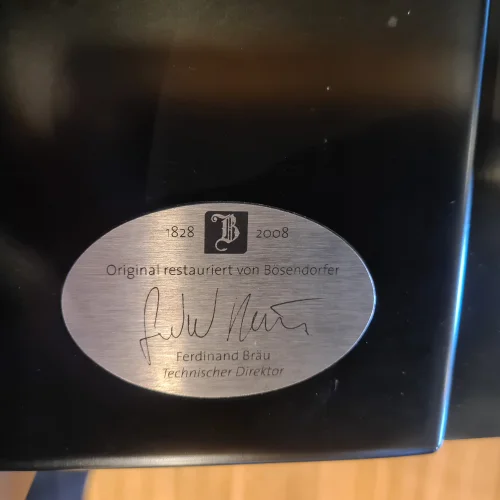 1828 B 2008
Original restauriert von Bösendorfer
Ferdinand Bräu
Technischer Direktor